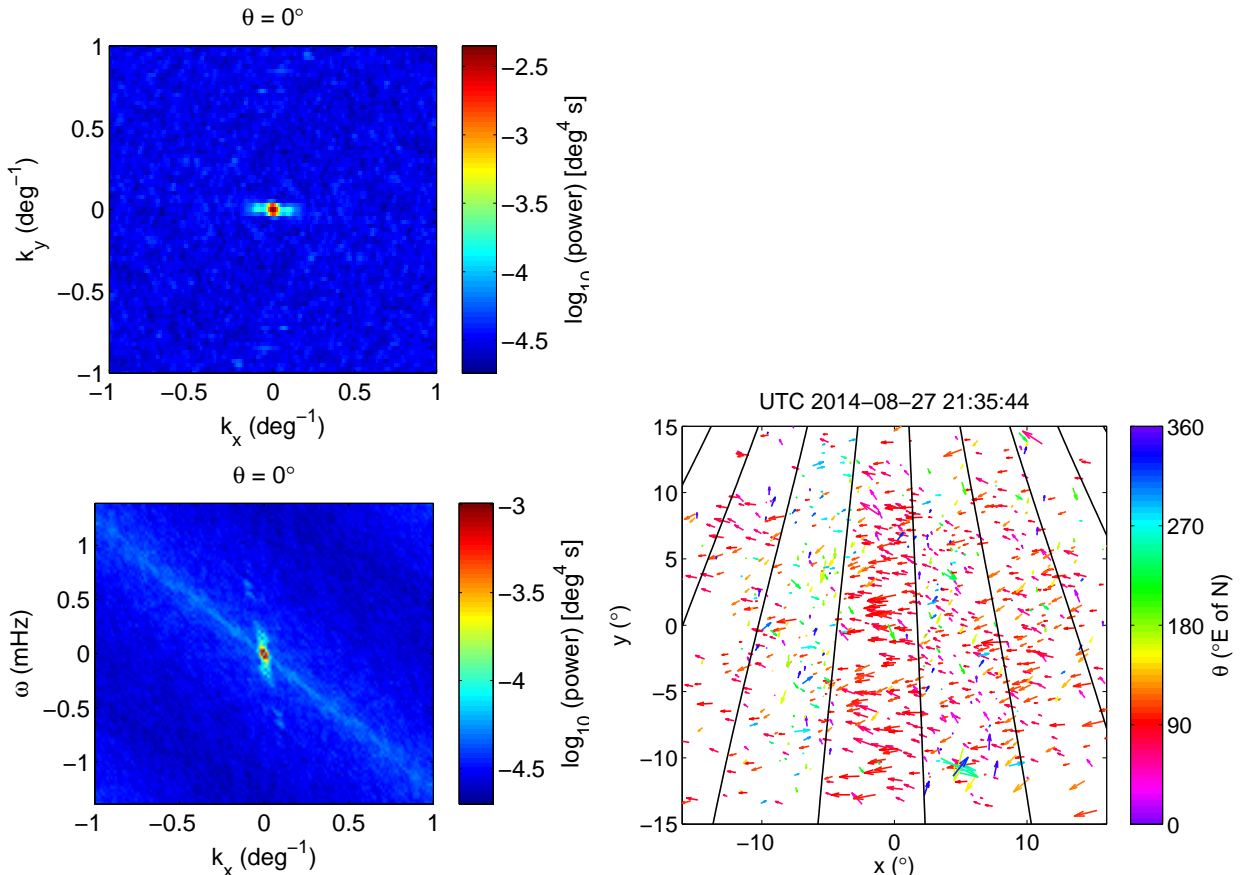 θ = 0°
1
0.5
0
−0.5
−1
k_y (deg⁻¹)
−1 −0.5 0 0.5 1
k_x (deg⁻¹)
−2.5
−3
−3.5
−4
−4.5
log₁₀ (power) [deg⁴ s]
θ = 0°
1
0.5
0
−0.5
−1
ω (mHz)
−1 −0.5 0 0.5 1
k_x (deg⁻¹)
−3
−3.5
−4
−4.5
log₁₀ (power) [deg⁴ s]
UTC 2014−08−27 21:35:44
15
10
5
0
−5
−10
−15
y (°)
−10 0 10
x (°)
360
270
180
90
0
θ (°E of N)